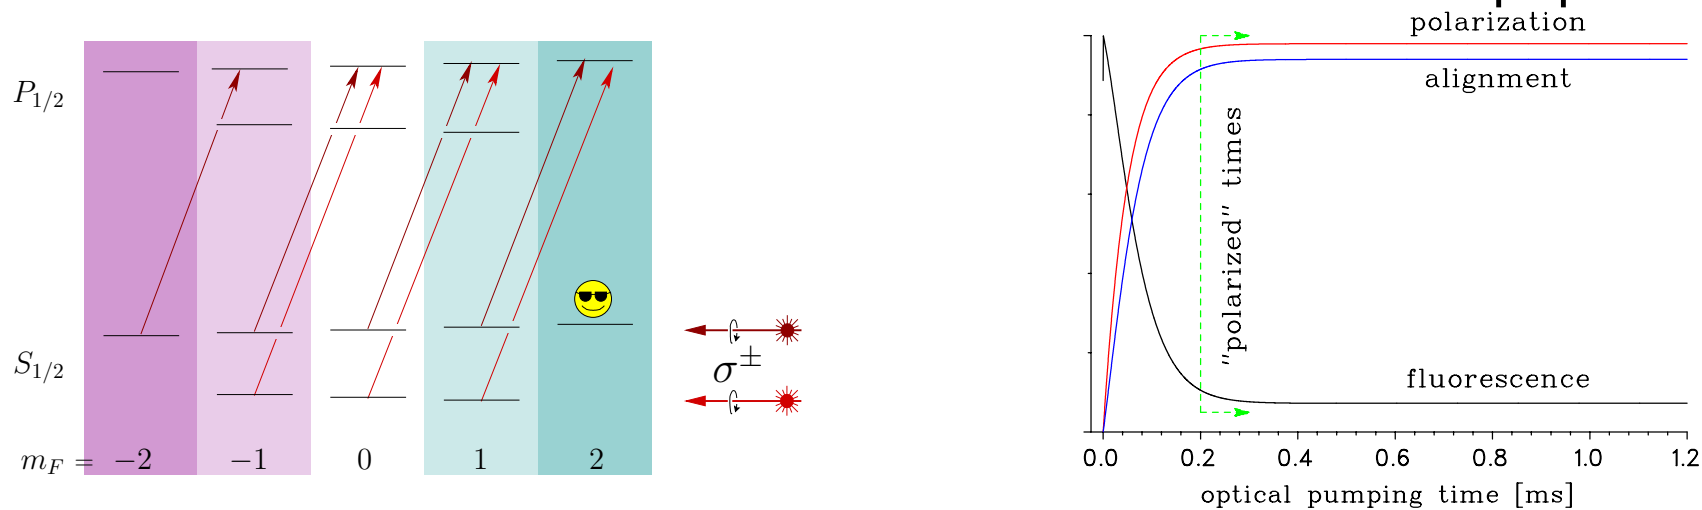 P1/2
S1/2
mF = −2 −1 0 1 2
σ±
polarization
alignment
"polarized" times
fluorescence
0.0 0.2 0.4 0.6 0.8 1.0 1.2
optical pumping time [ms]